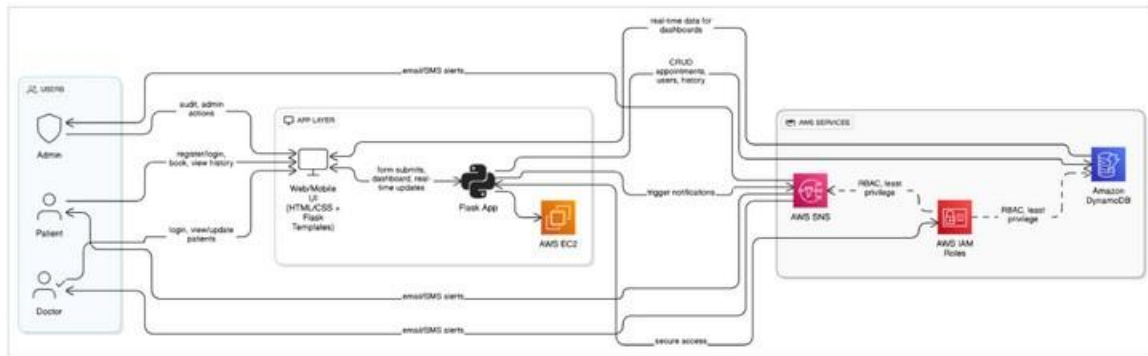 real-time data for
dashboards
CRUD
appointments,
users, history
email/SMS alerts
USERS
audit, admin
actions
Admin
APP LAYER
AWS SERVICES
register/login,
book, view history
Web/Mobile
UI
(HTML/CSS +
Flask
Templates)
form submits,
dashboard, real-
time updates
Flask App
trigger notifications
AWS SNS
RBAC, least
privilege
Amazon
DynamoDB
Patient
login, view/update
patients
AWS EC2
AWS IAM
Roles
RBAC, least
privilege
Doctor
email/SMS alerts
email/SMS alerts
secure access